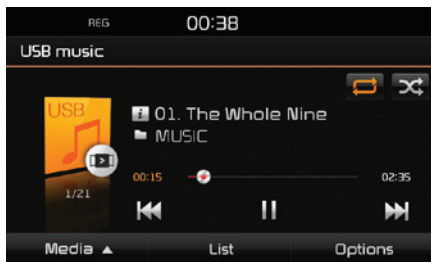 REG 00:38
USB music
USB
i 01. The Whole Nine
MUSIC
00:15 02:35
1/21
Media ▲ List Options